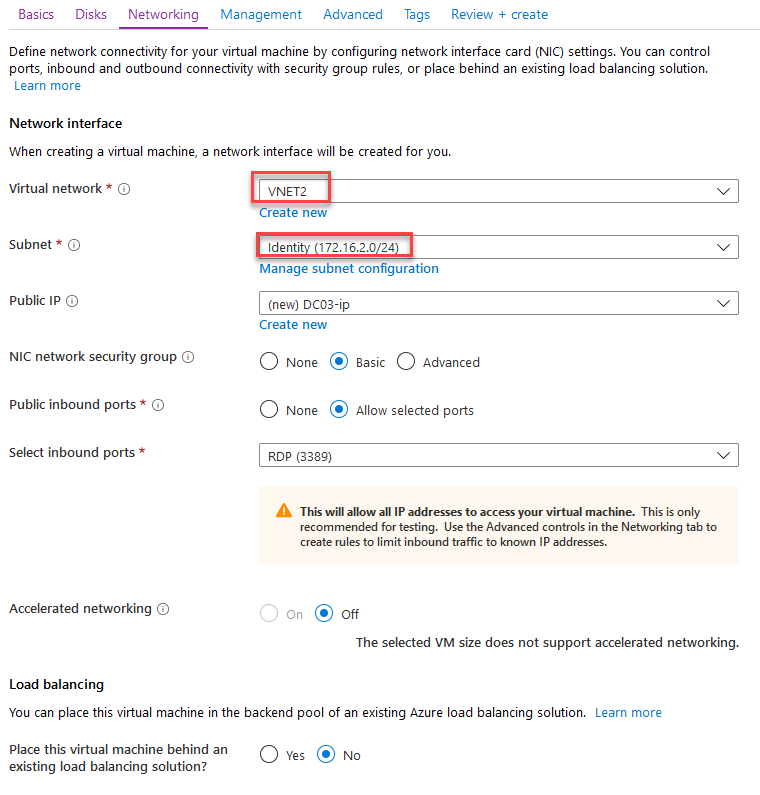 Basics Disks Networking Management Advanced Tags Review + create
Define network connectivity for your virtual machine by configuring network interface card (NIC) settings. You can control
ports, inbound and outbound connectivity with security group rules, or place behind an existing load balancing solution.
Learn more
Network interface
When creating a virtual machine, a network interface will be created for you.
Virtual network * VNET2
Create new
Subnet * Identity (172.16.2.0/24)
Manage subnet configuration
Public IP (new) DC03-ip
Create new
NIC network security group None Basic Advanced
Public inbound ports * None Allow selected ports
Select inbound ports * RDP (3389)
This will allow all IP addresses to access your virtual machine. This is only
recommended for testing. Use the Advanced controls in the Networking tab to
create rules to limit inbound traffic to known IP addresses.
Accelerated networking On Off
The selected VM size does not support accelerated networking.
Load balancing
You can place this virtual machine in the backend pool of an existing Azure load balancing solution. Learn more
Place this virtual machine behind an
existing load balancing solution? Yes No